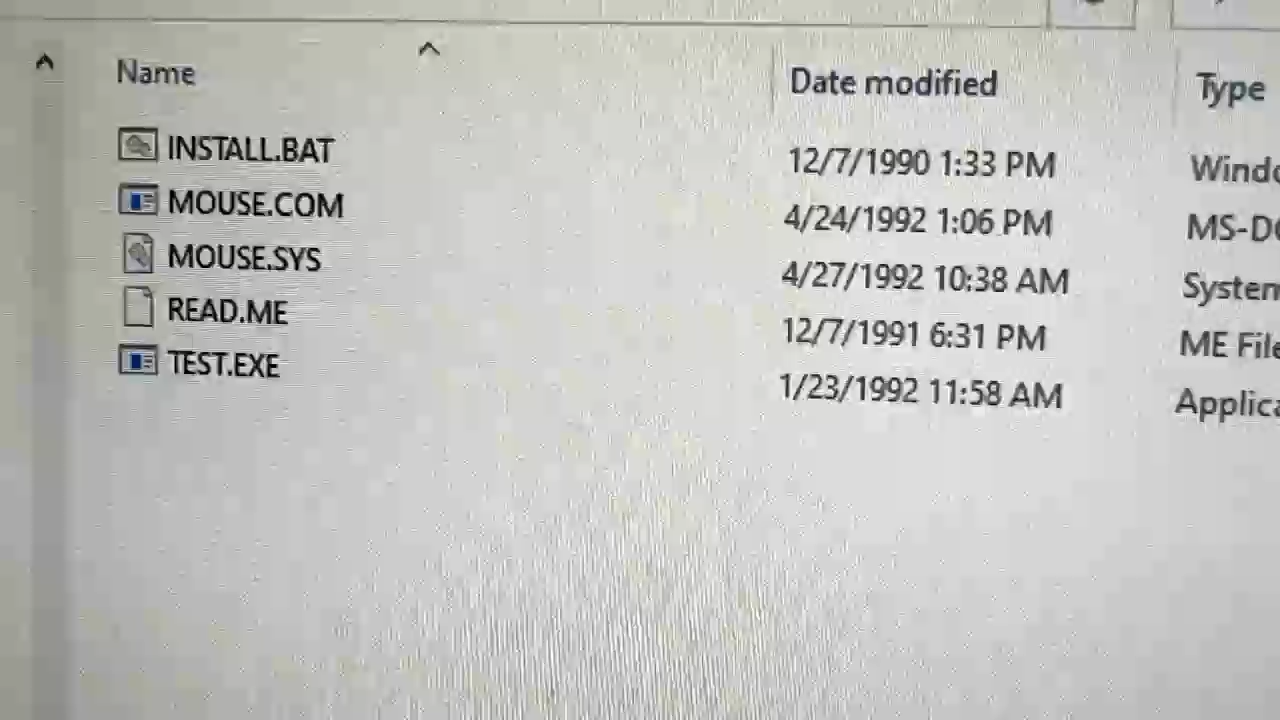 Name Date modified Type
INSTALL.BAT 12/7/1990 1:33 PM
MOUSE.COM 4/24/1992 1:06 PM
MOUSE.SYS 4/27/1992 10:38 AM System
READ.ME 12/7/1991 6:31 PM ME File
TEST.EXE 1/23/1992 11:58 AM